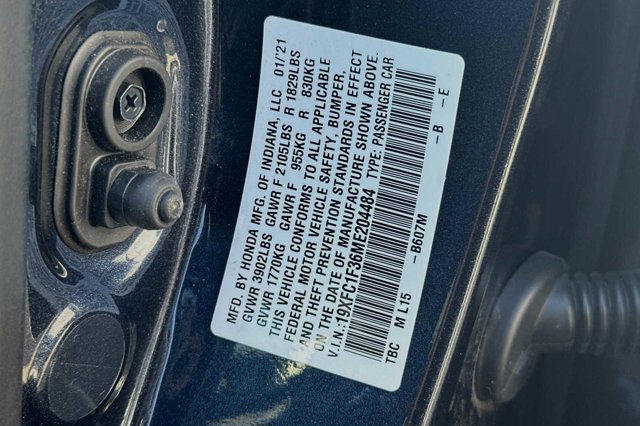 MFD. BY HONDA MFG. OF INDIANA, LLC 01/'21
GVWR 3902LBS GAWR F 2105LBS R 1829LBS
GVWR 1770KG GAWR F 955KG R 830KG
THIS VEHICLE CONFORMS TO ALL APPLICABLE
FEDERAL MOTOR VEHICLE SAFETY, BUMPER,
AND THEFT PREVENTION STANDARDS IN EFFECT
ON THE DATE OF MANUFACTURE SHOWN ABOVE.
V.I.N.:19XFC1F36ME204484 TYPE: PASSENGER CAR
TBC M L15 - B607M - B - E